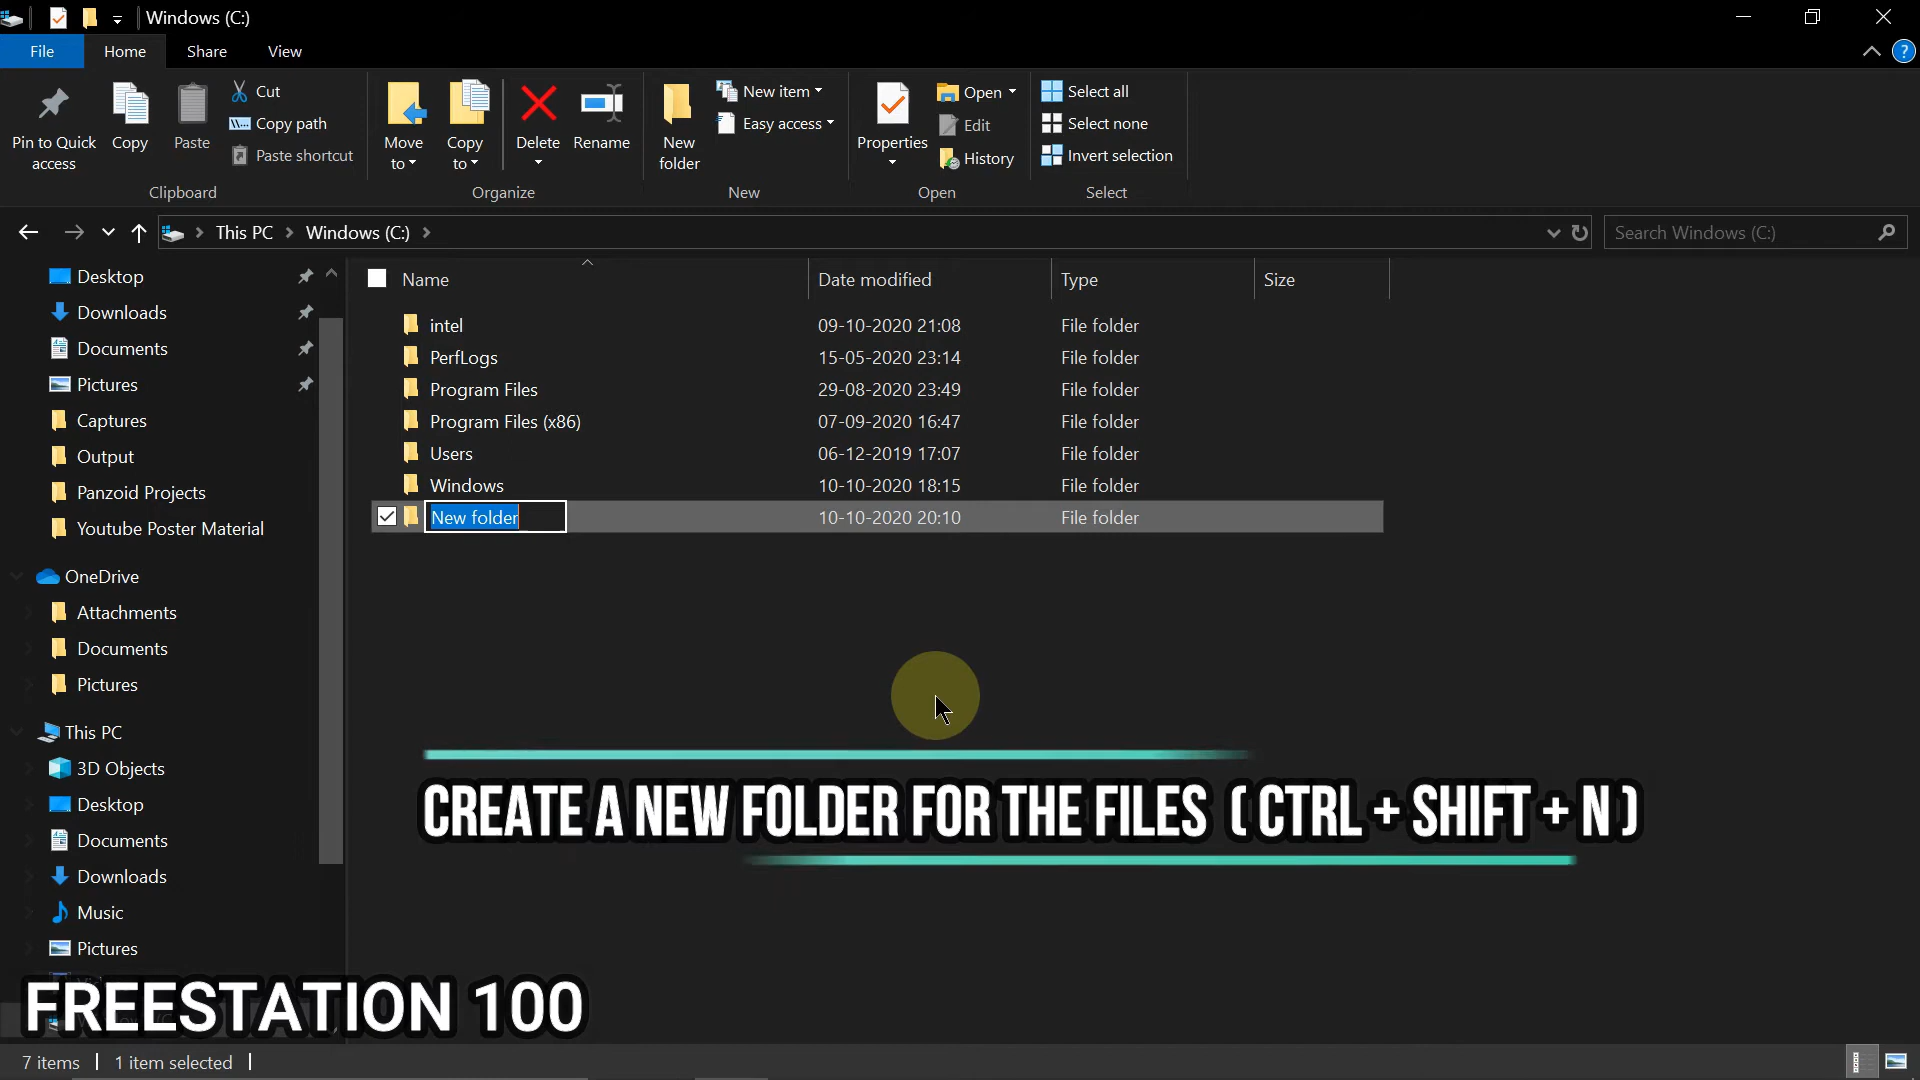 Windows (C:)
File Home Share View
Pin to Quick access
Copy
Paste
Cut
Copy path
Paste shortcut
Clipboard
Move to
Copy to
Delete
Rename
Organize
New folder
New item
Easy access
New
Properties
Open
Edit
History
Open
Select all
Select none
Invert selection
Select
This PC Windows (C:)
Search Windows (C:)
Desktop
Downloads
Documents
Pictures
Captures
Output
Panzoid Projects
Youtube Poster Material
OneDrive
Attachments
Documents
Pictures
This PC
3D Objects
Desktop
Documents
Downloads
Music
Pictures
Name Date modified Type Size
intel 09-10-2020 21:08 File folder
PerfLogs 15-05-2020 23:14 File folder
Program Files 29-08-2020 23:49 File folder
Program Files (x86) 07-09-2020 16:47 File folder
Users 06-12-2019 17:07 File folder
Windows 10-10-2020 18:15 File folder
New folder 10-10-2020 20:10 File folder
CREATE A NEW FOLDER FOR THE FILES ( CTRL + SHIFT + N )
FREESTATION 100
7 items 1 item selected